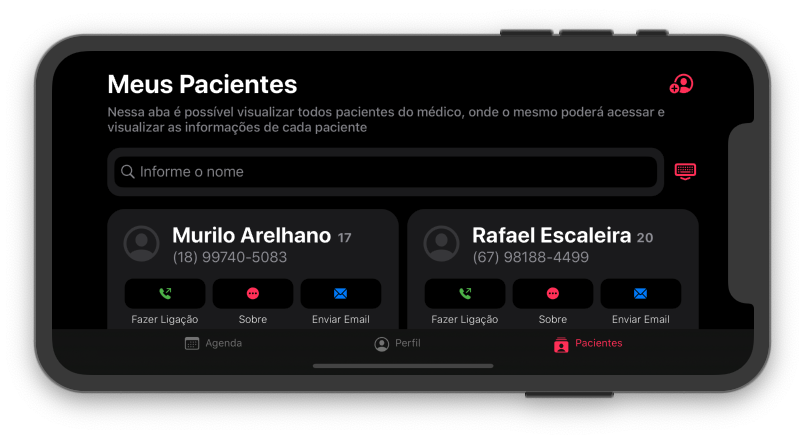 Meus Pacientes
Nessa aba é possível visualizar todos pacientes do médico, onde o mesmo poderá acessar e
visualizar as informações de cada paciente
Informe o nome
Murilo Arelhano 17
(18) 99740-5083
Fazer Ligação Sobre Enviar Email
Rafael Escaleira 20
(67) 98188-4499
Fazer Ligação Sobre Enviar Email
Agenda Perfil Pacientes